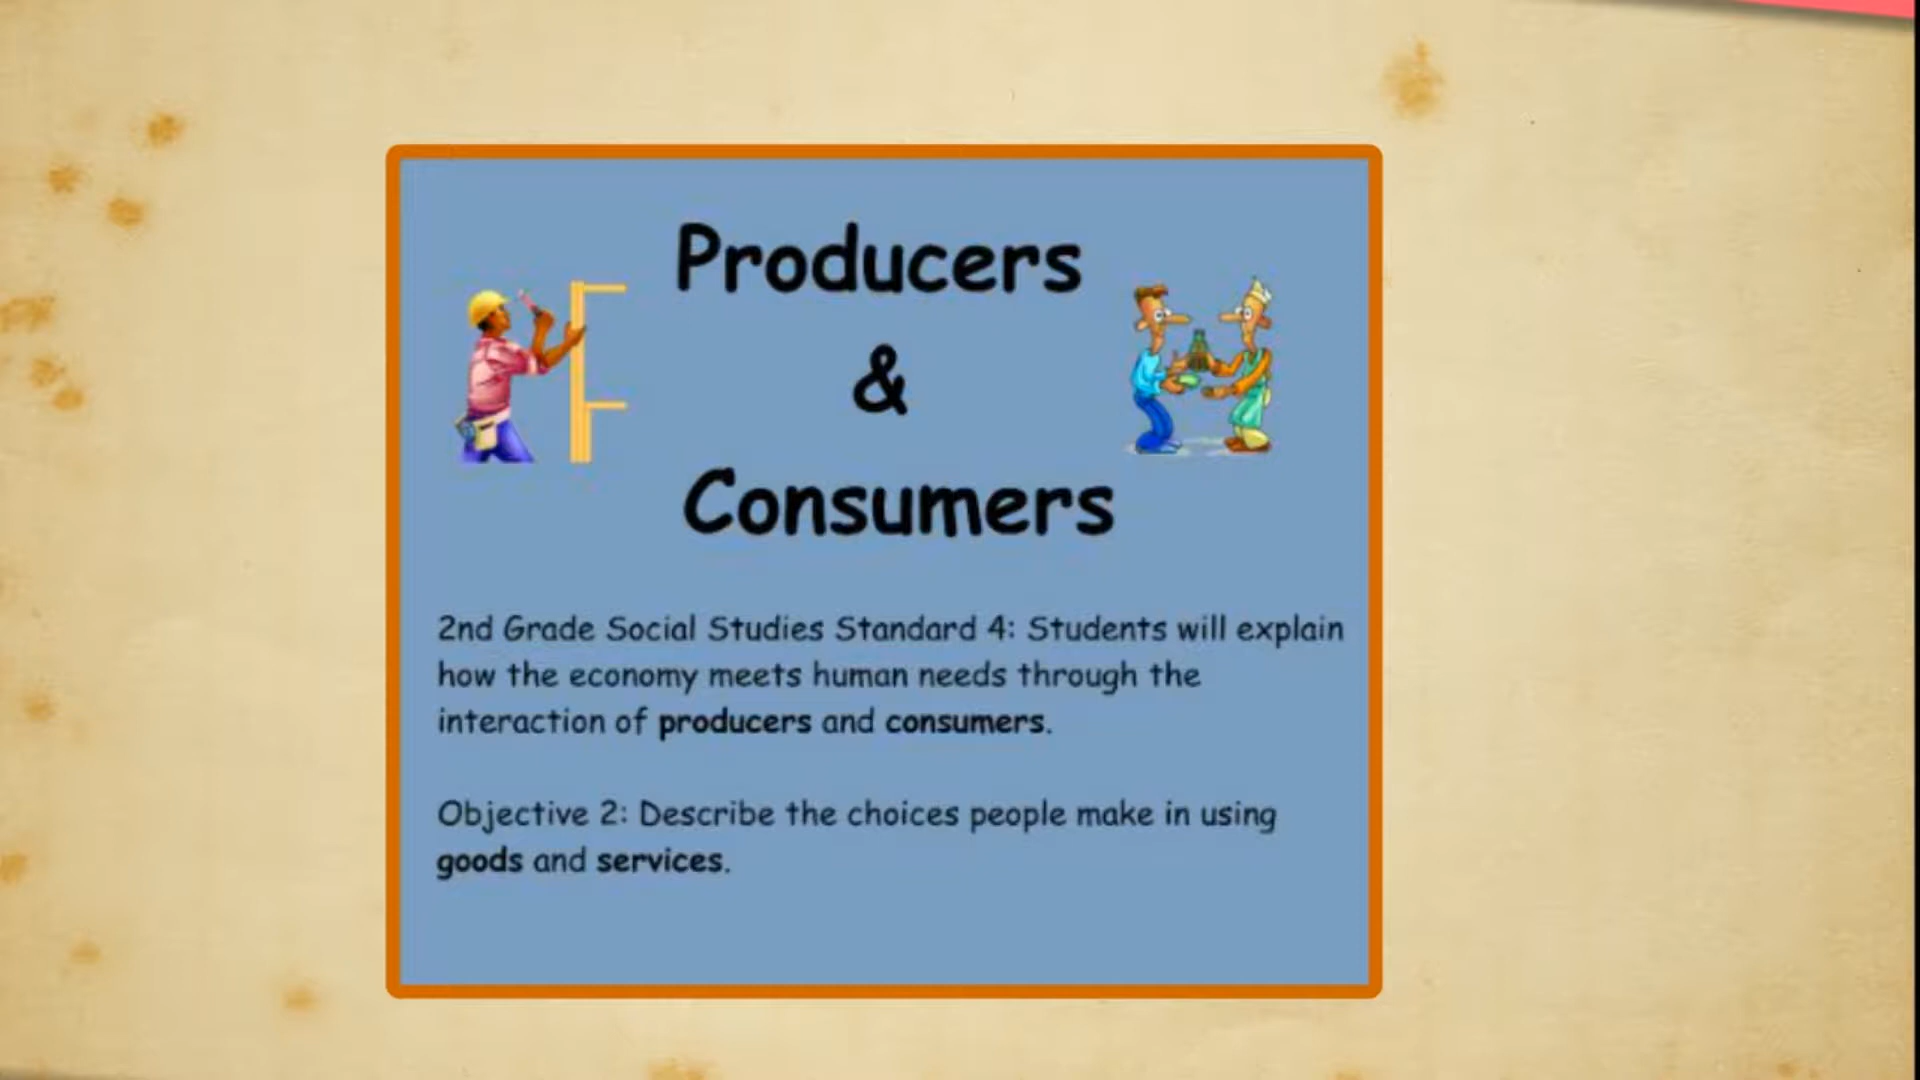 Producers
&
Consumers
2nd Grade Social Studies Standard 4: Students will explain
how the economy meets human needs through the
interaction of producers and consumers.
Objective 2: Describe the choices people make in using
goods and services.